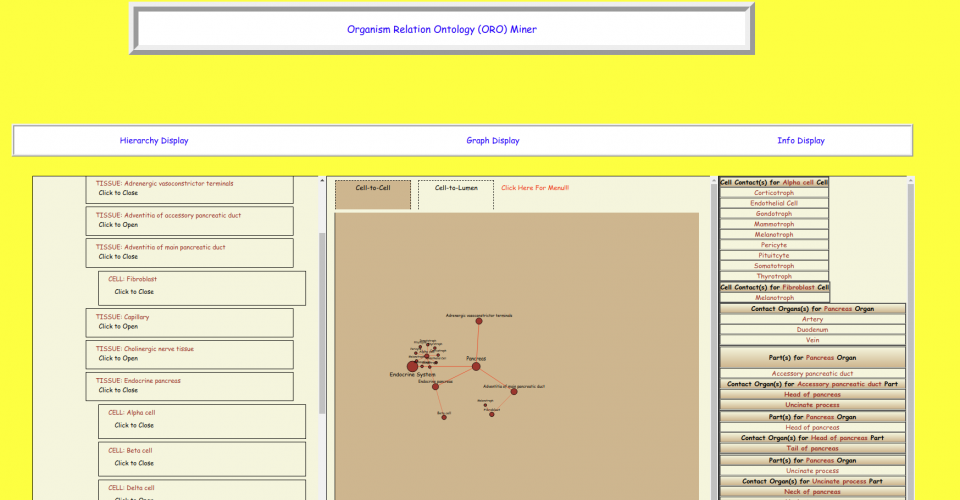 Organism Relation Ontology (ORO) Miner
Hierarchy Display
Graph Display
Info Display
TISSUE: Adrenergic vasoconstrictor terminals
Click to Close
TISSUE: Adventitia of accessory pancreatic duct
Click to Open
TISSUE: Adventitia of main pancreatic duct
Click to Close
CELL: Fibroblast
Click to Close
TISSUE: Capillary
Click to Open
TISSUE: Cholinergic nerve tissue
Click to Open
TISSUE: Endocrine pancreas
Click to Close
CELL: Alpha cell
Click to Close
CELL: Beta cell
Click to Close
CELL: Delta cell
Click to Open
Cell-to-Cell
Cell-to-Lumen
Click Here For Menu!!
Adrenergic vasoconstrictor terminals
Pancreas
Endocrine System
Endocrine pancreas
Adventitia of main pancreatic duct
Melanotroph
Fibroblast
Beta cell
Cell Contact(s) for Alpha cell Cell
Corticotroph
Endothelial Cell
Gondotroph
Mammotroph
Melanotroph
Pericyte
Pituitcyte
Somatotroph
Thyrotroph
Cell Contact(s) for Fibroblast Cell
Melanotroph
Contact Organs(s) for Pancreas Organ
Artery
Duodenum
Vein
Part(s) for Pancreas Organ
Accessory pancreatic duct
Contact Organ(s) for Accessory pancreatic duct Part
Head of pancreas
Uncinate process
Part(s) for Pancreas Organ
Head of pancreas
Contact Organ(s) for Head of pancreas Part
Tail of pancreas
Part(s) for Pancreas Organ
Uncinate process
Contact Organ(s) for Uncinate process Part
Neck of pancreas